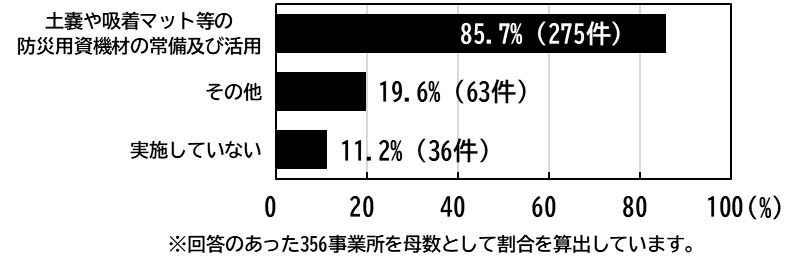 土嚢や吸着マット等の
防災用資機材の常備及び活用
85.7%（275件）
その他
19.6%（63件）
実施していない
11.2%（36件）
0 20 40 60 80 100(%)
※回答のあった356事業所を母数として割合を算出しています。